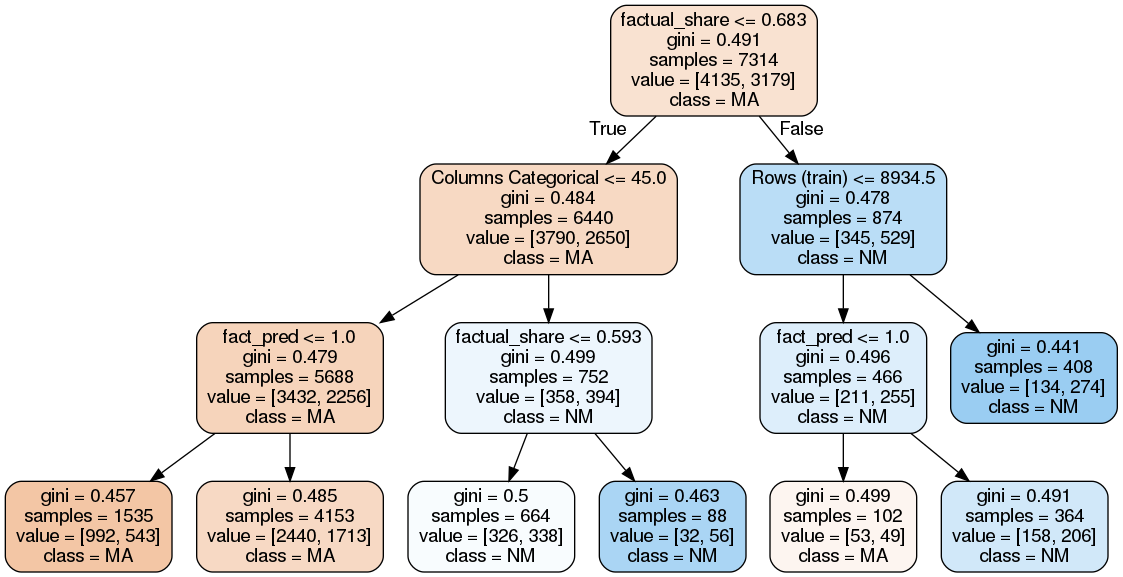 factual_share <= 0.683
gini = 0.491
samples = 7314
value = [4135, 3179]
class = MA
True
False
Columns Categorical <= 45.0
gini = 0.484
samples = 6440
value = [3790, 2650]
class = MA
Rows (train) <= 8934.5
gini = 0.478
samples = 874
value = [345, 529]
class = NM
fact_pred <= 1.0
gini = 0.479
samples = 5688
value = [3432, 2256]
class = MA
factual_share <= 0.593
gini = 0.499
samples = 752
value = [358, 394]
class = NM
fact_pred <= 1.0
gini = 0.496
samples = 466
value = [211, 255]
class = NM
gini = 0.441
samples = 408
value = [134, 274]
class = NM
gini = 0.457
samples = 1535
value = [992, 543]
class = MA
gini = 0.485
samples = 4153
value = [2440, 1713]
class = MA
gini = 0.5
samples = 664
value = [326, 338]
class = NM
gini = 0.463
samples = 88
value = [32, 56]
class = NM
gini = 0.499
samples = 102
value = [53, 49]
class = MA
gini = 0.491
samples = 364
value = [158, 206]
class = NM